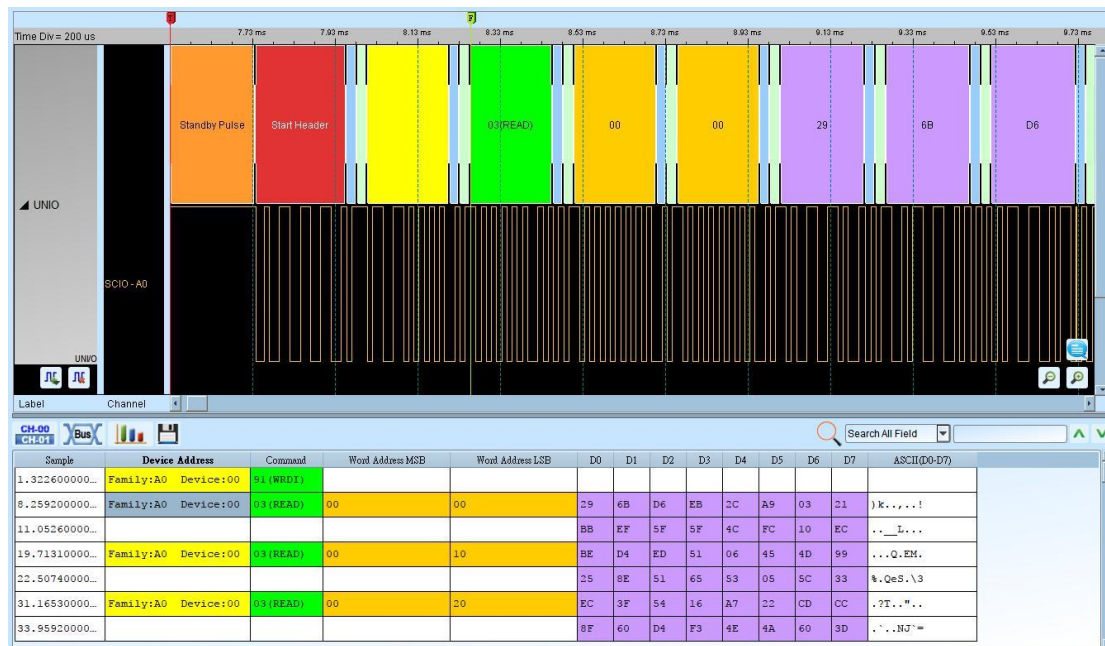 T F
Time Div = 200 us 7.73 ms 7.93 ms 8.13 ms 8.33 ms 8.53 ms 8.73 ms 8.93 ms 9.13 ms 9.33 ms 9.53 ms 9.73 ms
Standby Pulse Start Header 03(READ) 00 00 29 6B D6
UNIO
SCIO - A0
UNI/O
Label Channel
CH-00 Bus Search All Field
CH-01
Sample Device Address Command Word Address MSB Word Address LSB D0 D1 D2 D3 D4 D5 D6 D7 ASCII(D0-D7)
1.322600000... Family:A0 Device:00 91(WRDI)
8.259200000... Family:A0 Device:00 03(READ) 00 00 29 6B D6 EB 2C A9 03 21 )k..,..!
11.05260000... BB EF 5F 5F 4C FC 10 EC ..__L...
19.71310000... Family:A0 Device:00 03(READ) 00 10 BE D4 ED 51 06 45 4D 99 ...Q.EM.
22.50740000... 25 8E 51 65 53 05 5C 33 %.QeS.\3
31.16530000... Family:A0 Device:00 03(READ) 00 20 EC 3F 54 16 A7 22 CD CC .?T.."..
33.95920000... 8F 60 D4 F3 4E 4A 60 3D .`..NJ`=